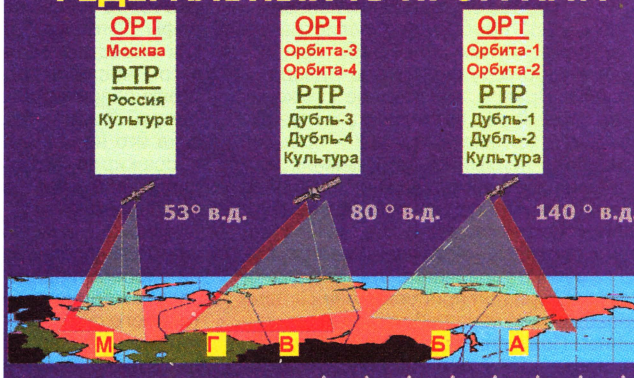 ОРТ
Москва
РТР
Россия
Культура
ОРТ
Орбита-3
Орбита-4
РТР
Дубль-3
Дубль-4
Культура
ОРТ
Орбита-1
Орбита-2
РТР
Дубль-1
Дубль-2
Культура
53° в.д.
80 ° в.д.
140 ° в.д
М
Г
В
Б
А